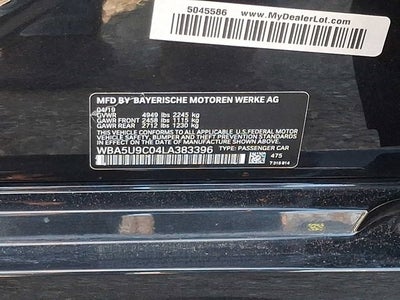 5045586
www.MyDealerLot.com
MFD BY BAYERISCHE MOTOREN WERKE AG
04/19
GVWR 4949 lbs 2245 kg
GAWR FRONT 2458 lbs 1115 kg
GAWR REAR 2712 lbs 1230 kg
THIS VEHICLE CONFORMS TO ALL APPLICABLE U.S.FEDERAL MOTOR
VEHICLE SAFETY, BUMPER AND THEFT PREVENTION STANDARDS IN
EFFECT ON THE DATE OF MANUFACTURE SHOWN ABOVE.
WBA5U9C04LA383396 TYPE: PASSENGER CAR
475
7 315 914